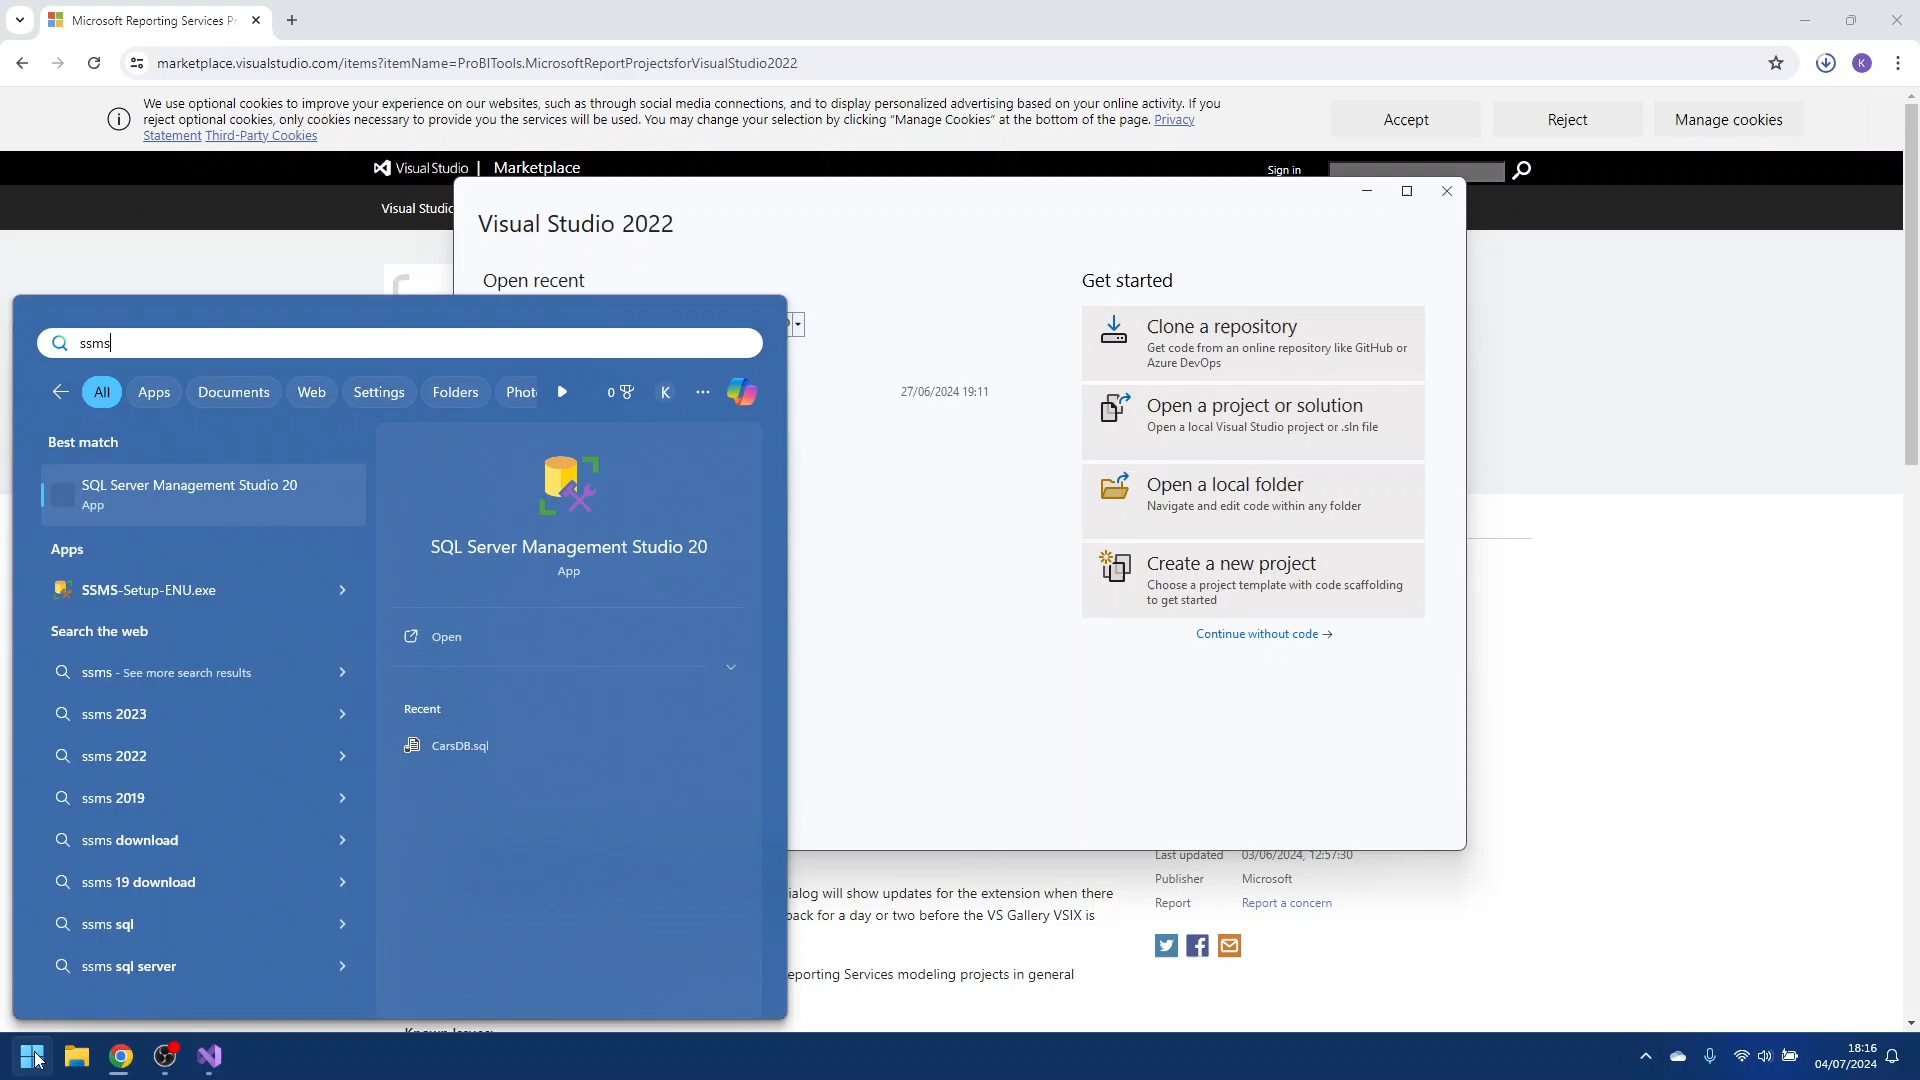 Microsoft Reporting Services Pr
marketplace.visualstudio.com/items?itemName=ProBITools.MicrosoftReportProjectsforVisualStudio2022
K
We use optional cookies to improve your experience on our websites, such as through social media connections, and to display personalized advertising based on your online activity. If you
reject optional cookies, only cookies necessary to provide you the services will be used. You may change your selection by clicking “Manage Cookies” at the bottom of the page. Privacy
Statement Third-Party Cookies
Accept
Reject
Manage cookies
Visual Studio | Marketplace
Sign in
Visual Studio
Visual Studio 2022
Open recent
27/06/2024 19:11
Get started
Clone a repository
Get code from an online repository like GitHub or
Azure DevOps
Open a project or solution
Open a local Visual Studio project or .sln file
Open a local folder
Navigate and edit code within any folder
Create a new project
Choose a project template with code scaffolding
to get started
Continue without code →
ssms
All Apps Documents Web Settings Folders Phot 0 K ...
Best match
SQL Server Management Studio 20
App
Apps
SSMS-Setup-ENU.exe
Search the web
ssms - See more search results
ssms 2023
ssms 2022
ssms 2019
ssms download
ssms 19 download
ssms sql
ssms sql server
SQL Server Management Studio 20
App
Open
Recent
CarsDB.sql
Last updated 03/06/2024, 12:57:30
Publisher Microsoft
Report Report a concern
ialog will show updates for the extension when there
back for a day or two before the VS Gallery VSIX is
eporting Services modeling projects in general
18:16
04/07/2024